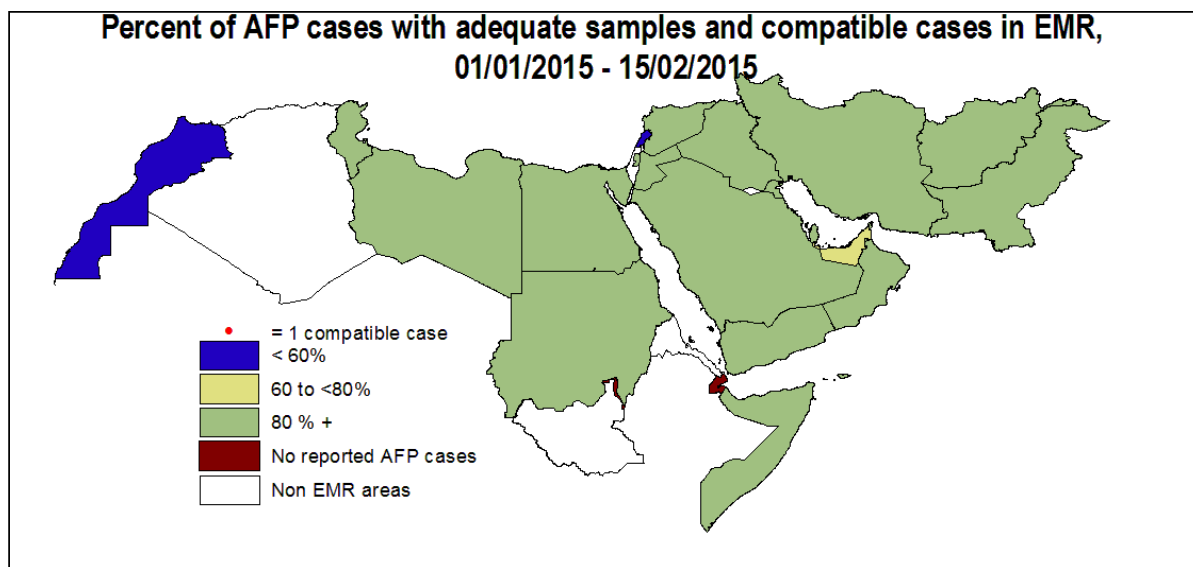 Percent of AFP cases with adequate samples and compatible cases in EMR,
01/01/2015 - 15/02/2015
= 1 compatible case
< 60%
60 to <80%
80 % +
No reported AFP cases
Non EMR areas